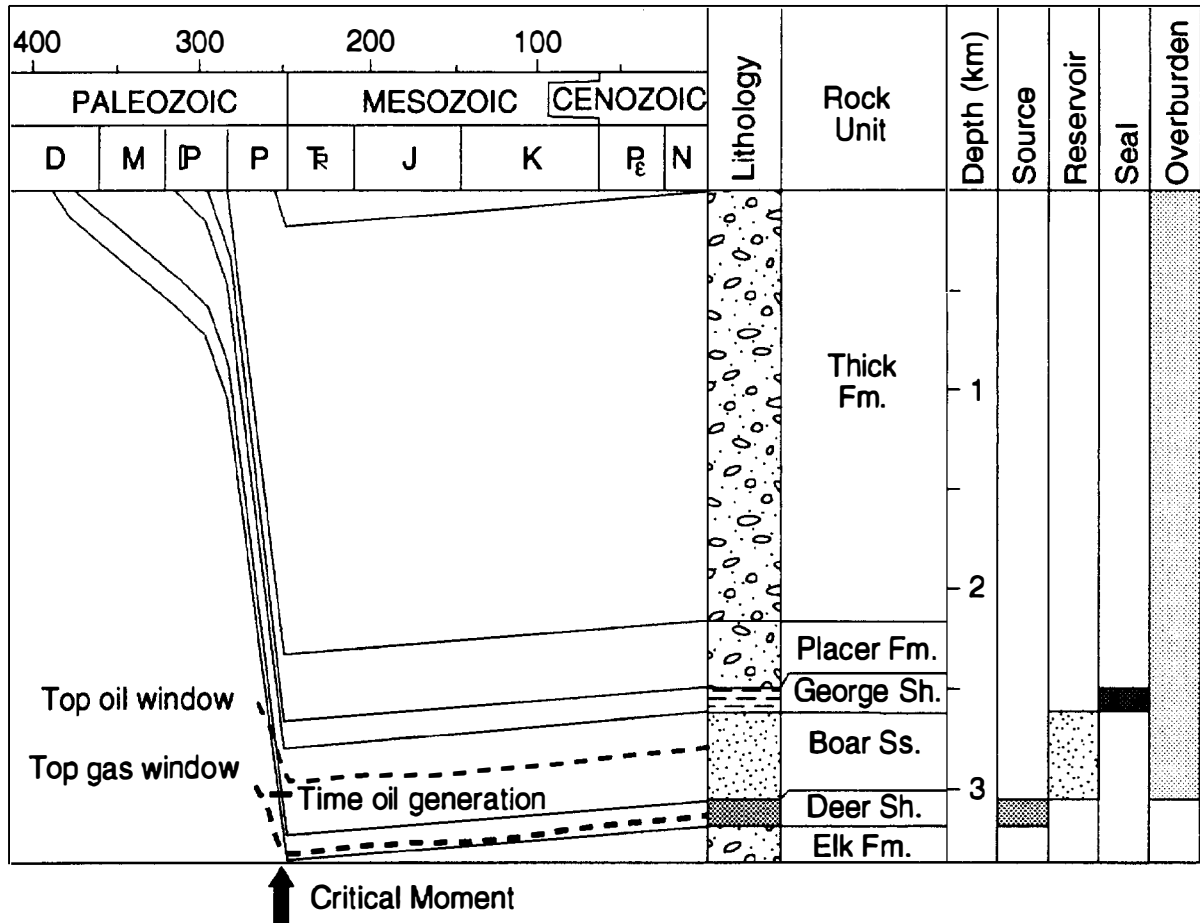 400 300 200 100
PALEOZOIC MESOZOIC CENOZOIC
D M ℙ P TR J K Pε N
Lithology
Rock
Unit
Depth (km)
Source
Reservoir
Seal
Overburden
Thick
Fm.
1
2
Placer Fm.
George Sh.
Boar Ss.
3
Deer Sh.
Elk Fm.
Top oil window
Top gas window
Time oil generation
Critical Moment